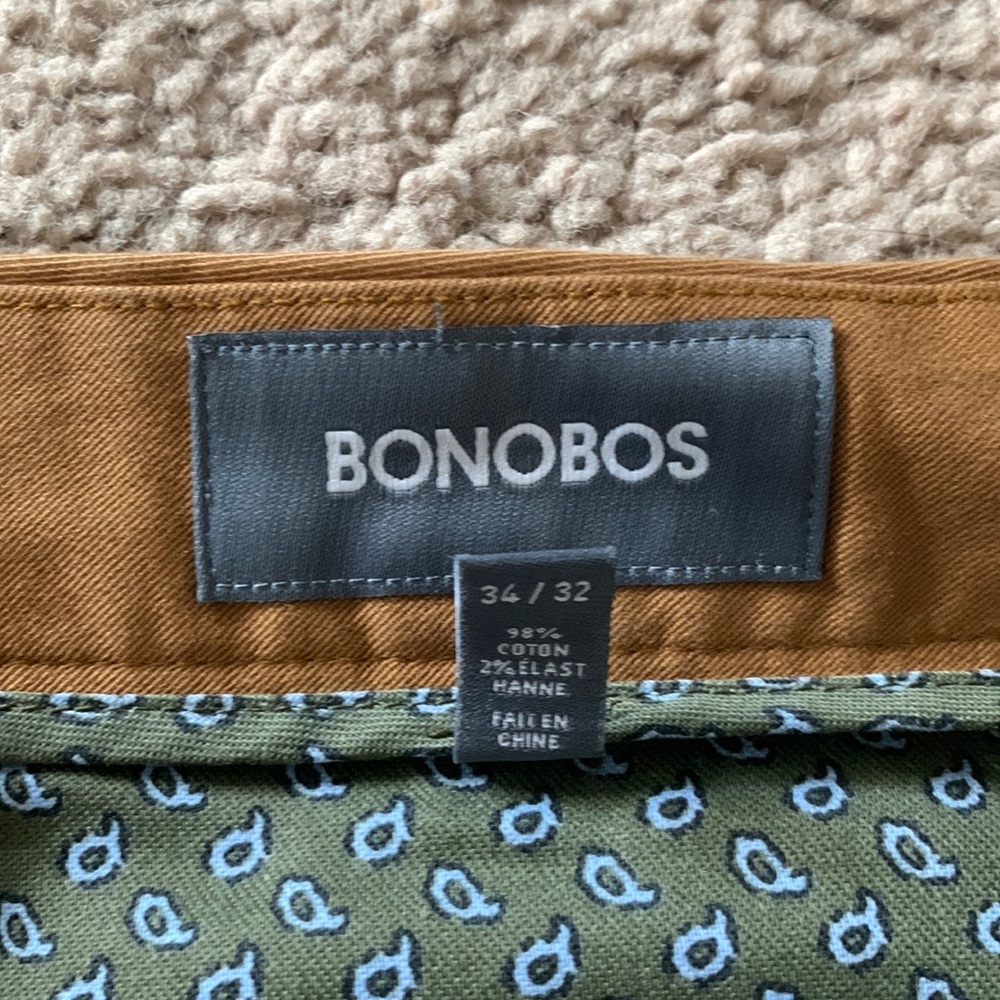 BONOBOS
34 / 32
98%
COTON
2% ÉLAST
HANNE
FAIT EN
CHINE